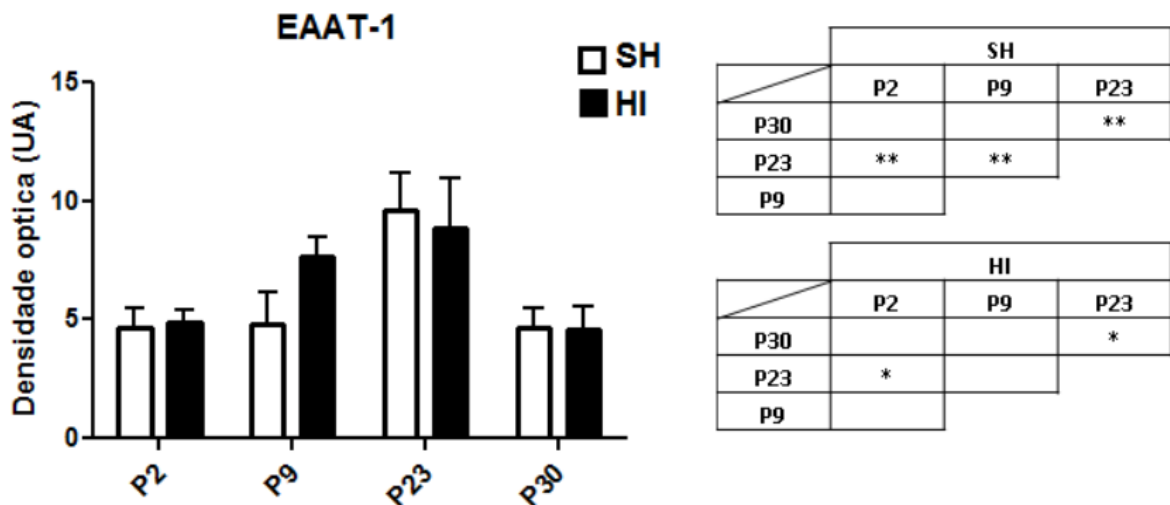 EAAT-1
SH
HI
Densidade optica (UA)
15
10
5
0
P2 P9 P23 P30
SH
P2 P9 P23
P30 **
P23 ** **
P9
HI
P2 P9 P23
P30 *
P23 *
P9